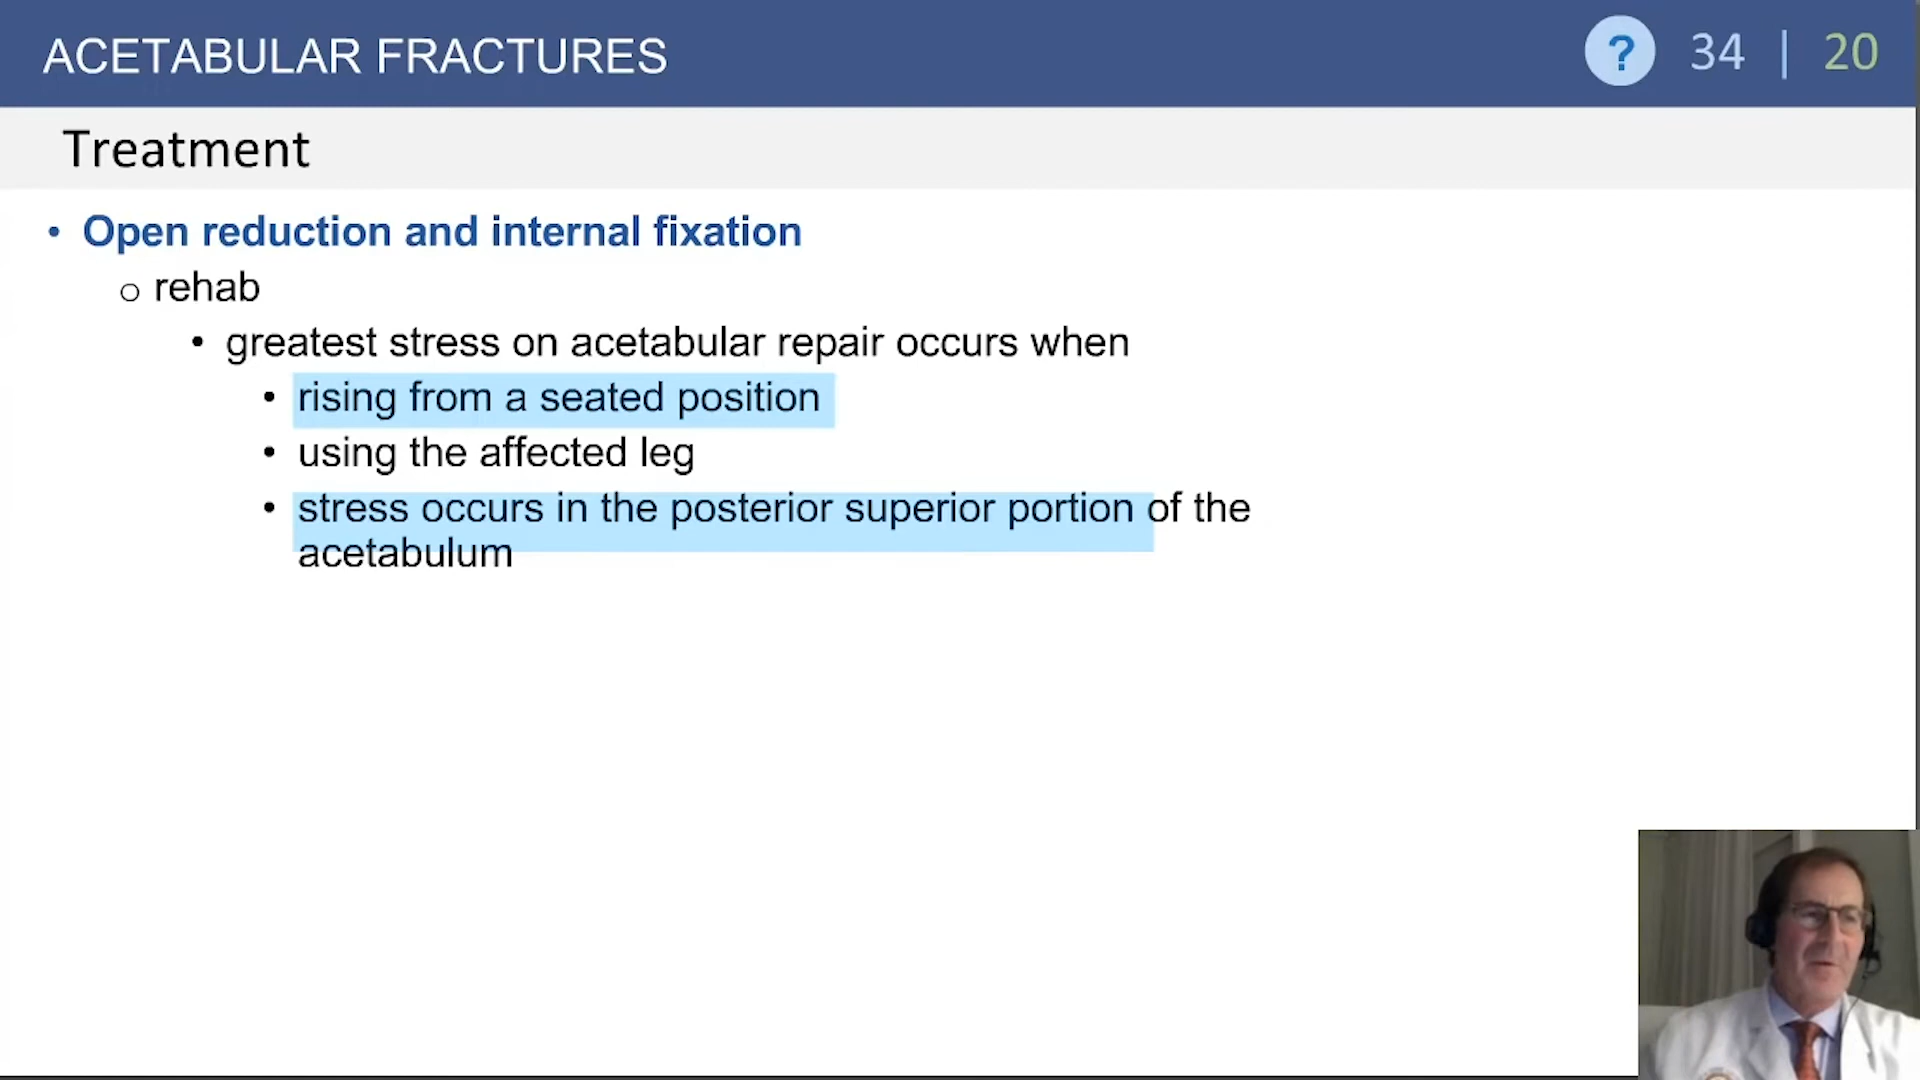 ACETABULAR FRACTURES
? 34 | 20
Treatment
• Open reduction and internal fixation
o rehab
• greatest stress on acetabular repair occurs when
• rising from a seated position
• using the affected leg
• stress occurs in the posterior superior portion of the
acetabulum